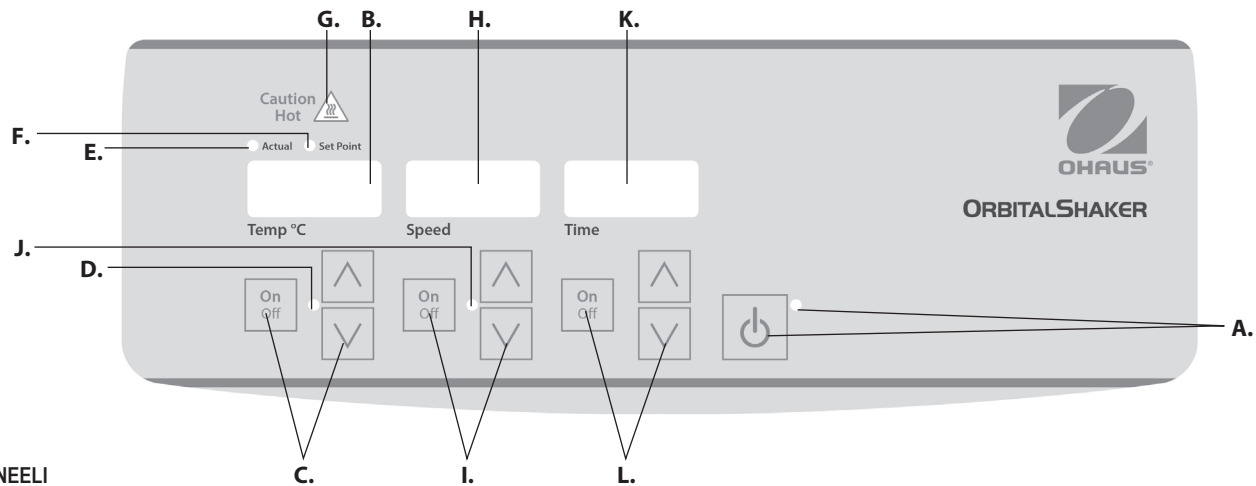 G. B. H. K.
Caution
Hot
F.
E.
Actual Set Point
OHAUS®
ORBITALSHAKER
Temp °C Speed Time
J.
D.
On
Off
On
Off
On
Off
A.
NEELI C. I. L.